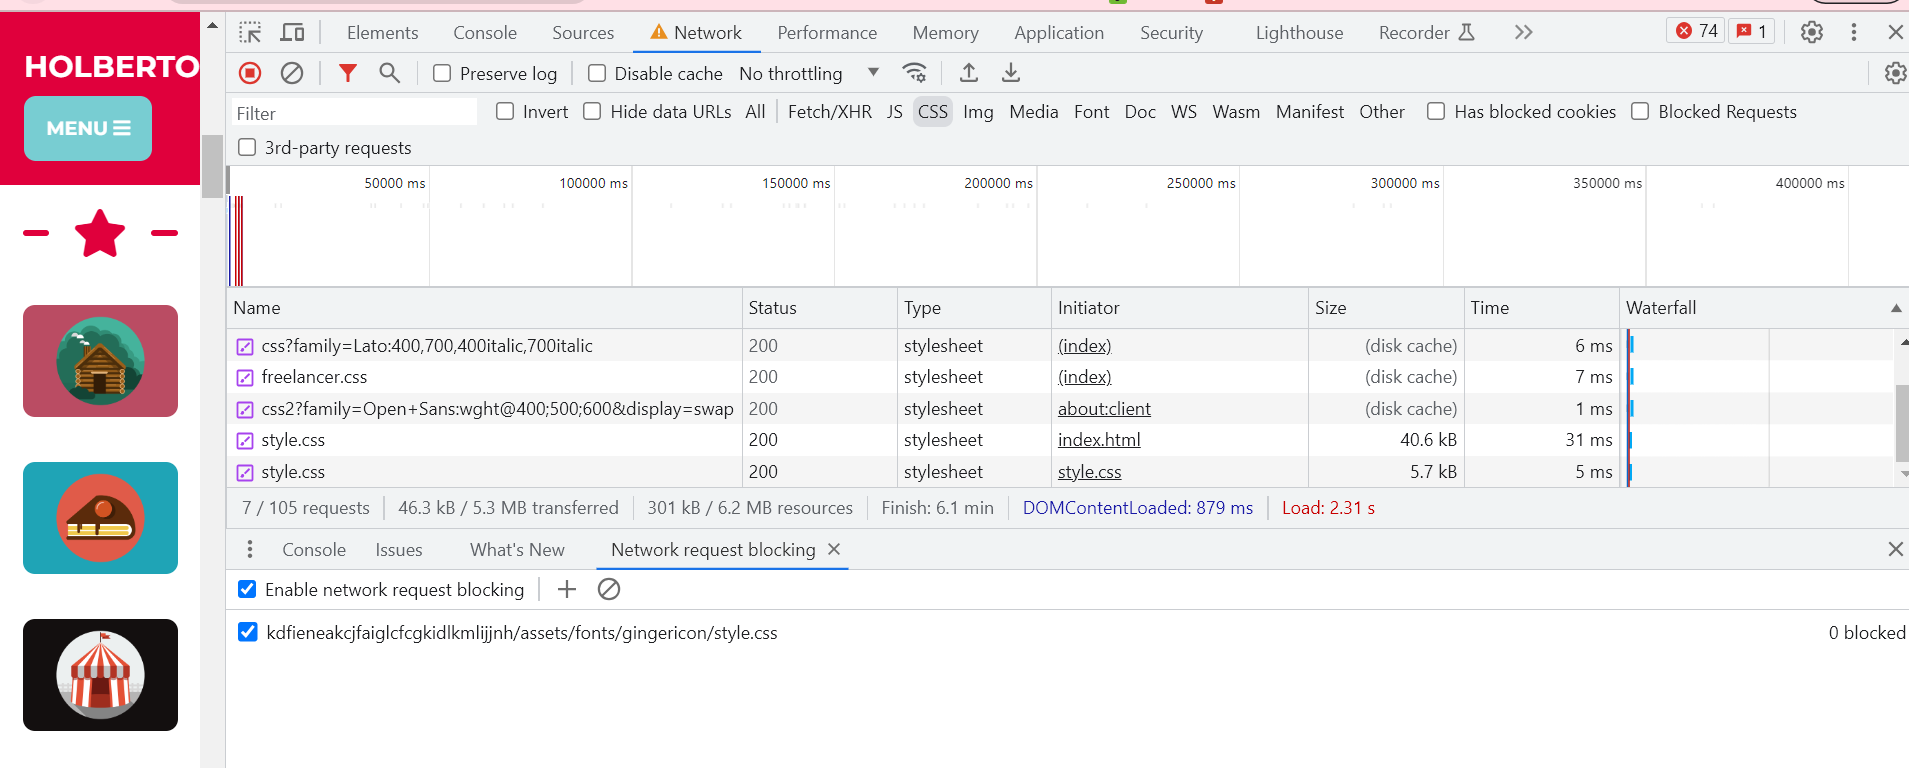 HOLBERTO
MENU
Elements Console Sources Network Performance Memory Application Security Lighthouse Recorder 74 1
Preserve log Disable cache No throttling
Filter Invert Hide data URLs All Fetch/XHR JS CSS Img Media Font Doc WS Wasm Manifest Other Has blocked cookies Blocked Requests
3rd-party requests
50000 ms 100000 ms 150000 ms 200000 ms 250000 ms 300000 ms 350000 ms 400000 ms
Name Status Type Initiator Size Time Waterfall
css?family=Lato:400,700,400italic,700italic 200 stylesheet (index) (disk cache) 6 ms
freelancer.css 200 stylesheet (index) (disk cache) 7 ms
css2?family=Open+Sans:wght@400;500;600&display=swap 200 stylesheet about:client (disk cache) 1 ms
style.css 200 stylesheet index.html 40.6 kB 31 ms
style.css 200 stylesheet style.css 5.7 kB 5 ms
7 / 105 requests 46.3 kB / 5.3 MB transferred 301 kB / 6.2 MB resources Finish: 6.1 min DOMContentLoaded: 879 ms Load: 2.31 s
Console Issues What's New Network request blocking
Enable network request blocking
kdfieneakcjfaiglcfcgkidlkmlijjnh/assets/fonts/gingericon/style.css 0 blocked